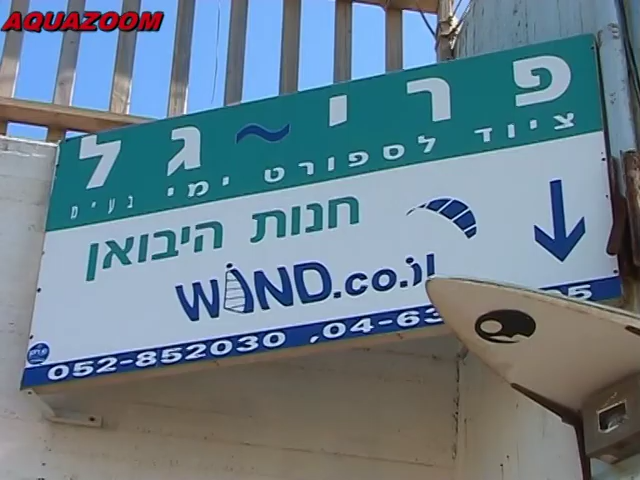 AQUAZOOM
פרי~גל
ציוד לספורט ימי נעים
חנות היבואן
WIND.co.il
052-852030 ,04-63